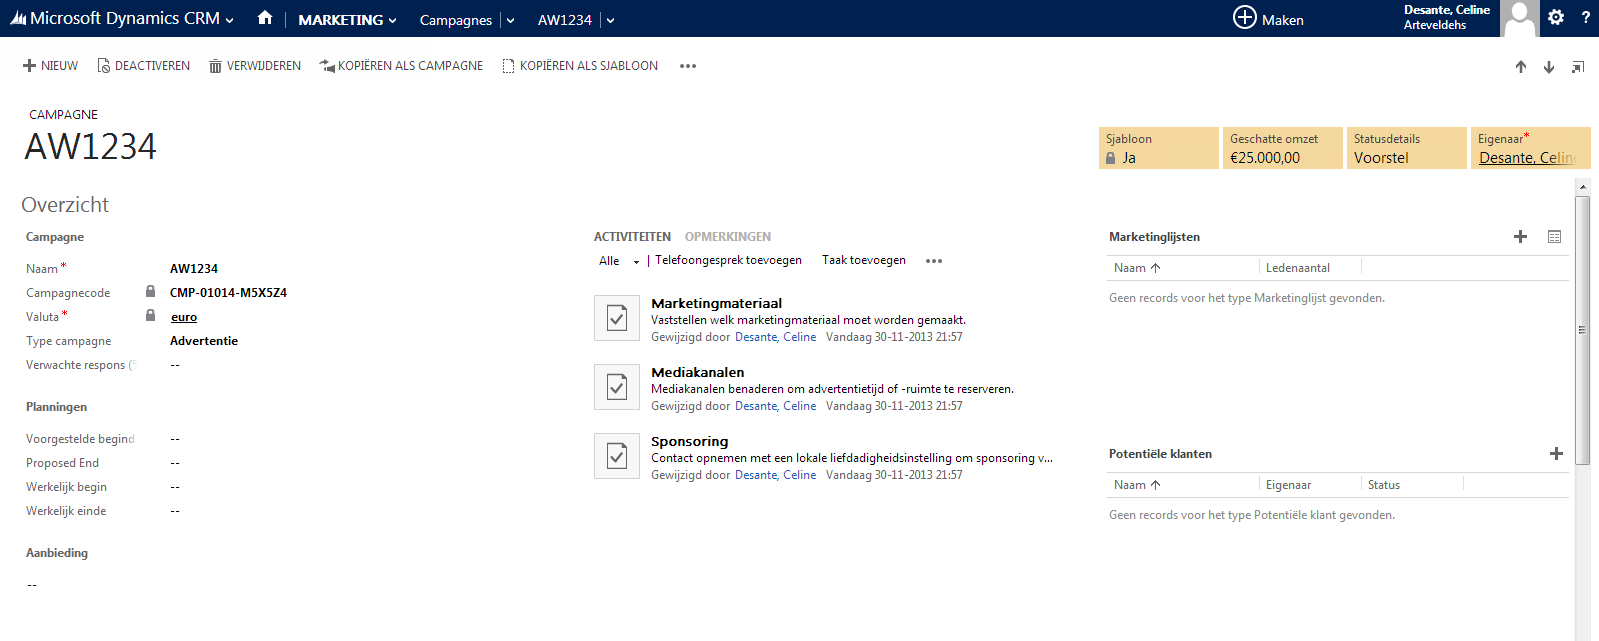 Microsoft Dynamics CRM MARKETING Campagnes AW1234 Maken Desante, Celine ?
Arteveldehs
NIEUW DEACTIVEREN VERWIJDEREN KOPIËREN ALS CAMPAGNE KOPIËREN ALS SJABLOON •••
CAMPAGNE
AW1234
Sjabloon
Ja
Geschatte omzet
€25.000,00
Statusdetails
Voorstel
Eigenaar*
Desante, Celin
Overzicht
Campagne
Naam* AW1234
Campagnecode CMP-01014-M5X5Z4
Valuta* euro
Type campagne Advertentie
Verwachte respons ( --
Planningen
Voorgestelde begind --
Proposed End --
Werkelijk begin --
Werkelijk einde --
Aanbieding
--
ACTIVITEITEN OPMERKINGEN
Alle | Telefoongesprek toevoegen Taak toevoegen •••
Marketingmateriaal
Vaststellen welk marketingmateriaal moet worden gemaakt.
Gewijzigd door Desante, Celine Vandaag 30-11-2013 21:57
Mediakanalen
Mediakanalen benaderen om advertentietijd of -ruimte te reserveren.
Gewijzigd door Desante, Celine Vandaag 30-11-2013 21:57
Sponsoring
Contact opnemen met een lokale liefdadigheidsinstelling om sponsoring v...
Gewijzigd door Desante, Celine Vandaag 30-11-2013 21:57
Marketinglijsten
Naam Ledenaantal
Geen records voor het type Marketinglijst gevonden.
Potentiële klanten
Naam Eigenaar Status
Geen records voor het type Potentiële klant gevonden.